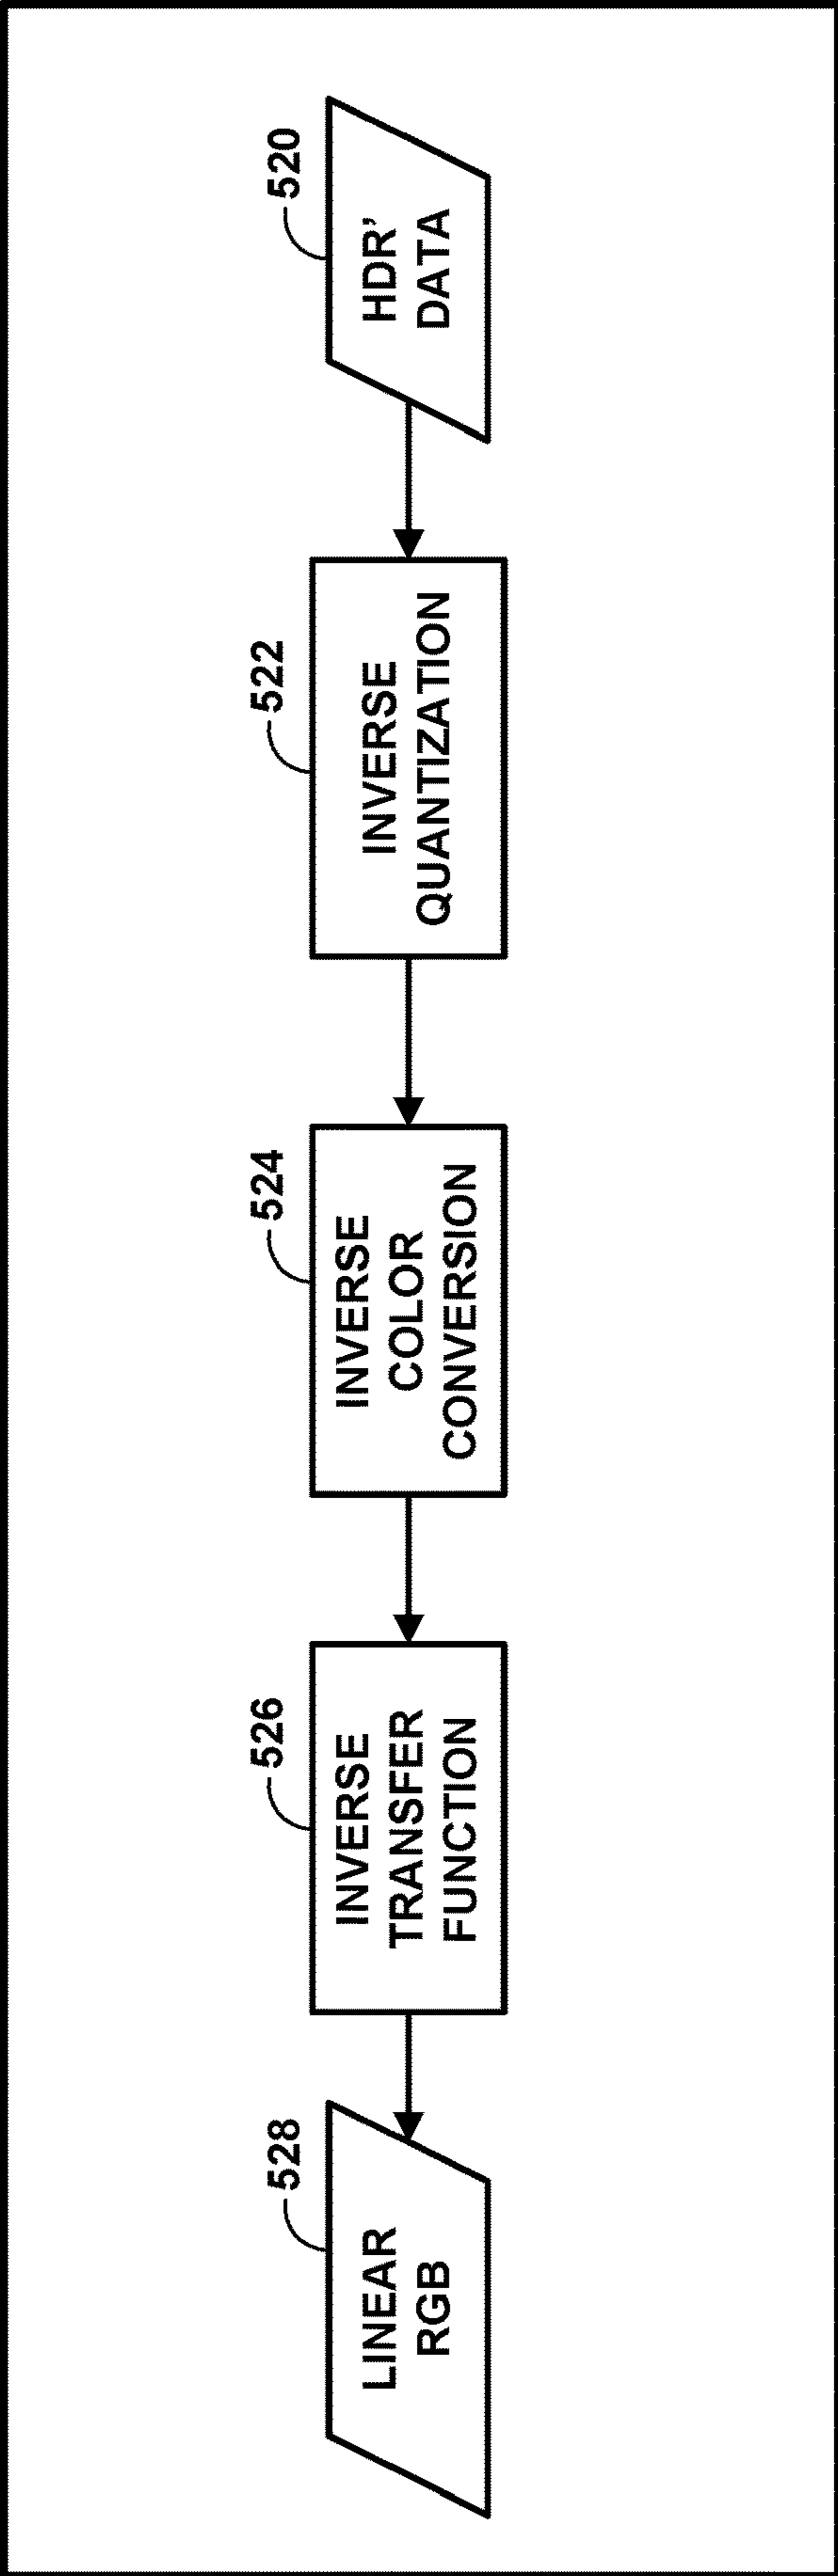 520
HDR’
DATA
522
INVERSE
QUANTIZATION
524
INVERSE
COLOR
CONVERSION
526
INVERSE
TRANSFER
FUNCTION
528
LINEAR
RGB